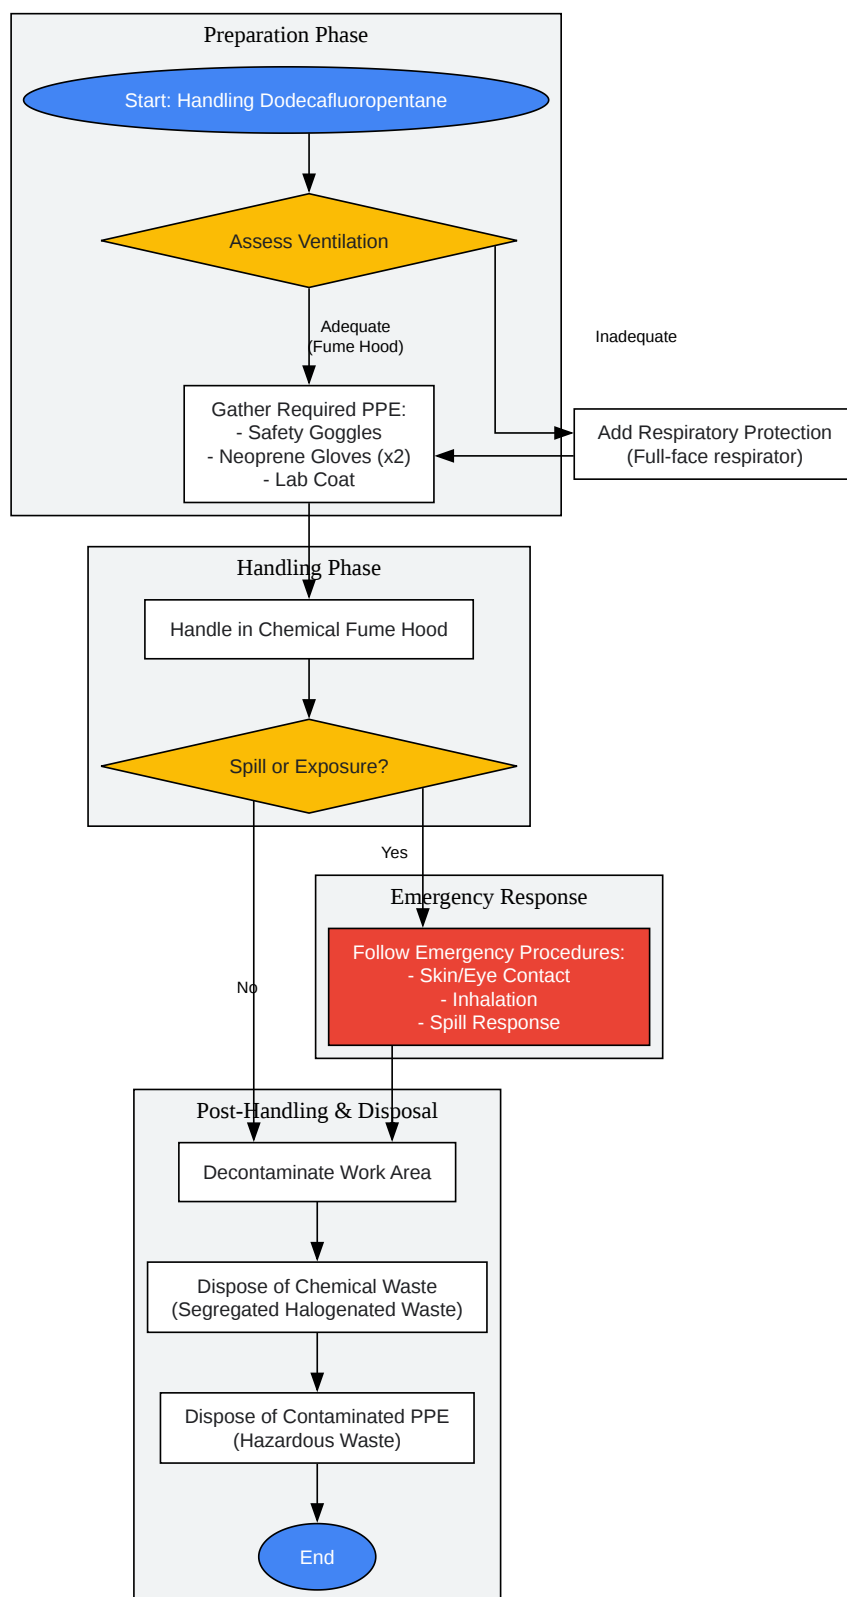 Preparation Phase
Start: Handling Dodecafluoropentane
Assess Ventilation
Adequate
(Fume Hood)
Inadequate
Gather Required PPE:
- Safety Goggles
- Neoprene Gloves (x2)
- Lab Coat
Add Respiratory Protection
(Full-face respirator)
Handling Phase
Handle in Chemical Fume Hood
Spill or Exposure?
Yes
Emergency Response
Follow Emergency Procedures:
- Skin/Eye Contact
- Inhalation
- Spill Response
No
Post-Handling & Disposal
Decontaminate Work Area
Dispose of Chemical Waste
(Segregated Halogenated Waste)
Dispose of Contaminated PPE
(Hazardous Waste)
End